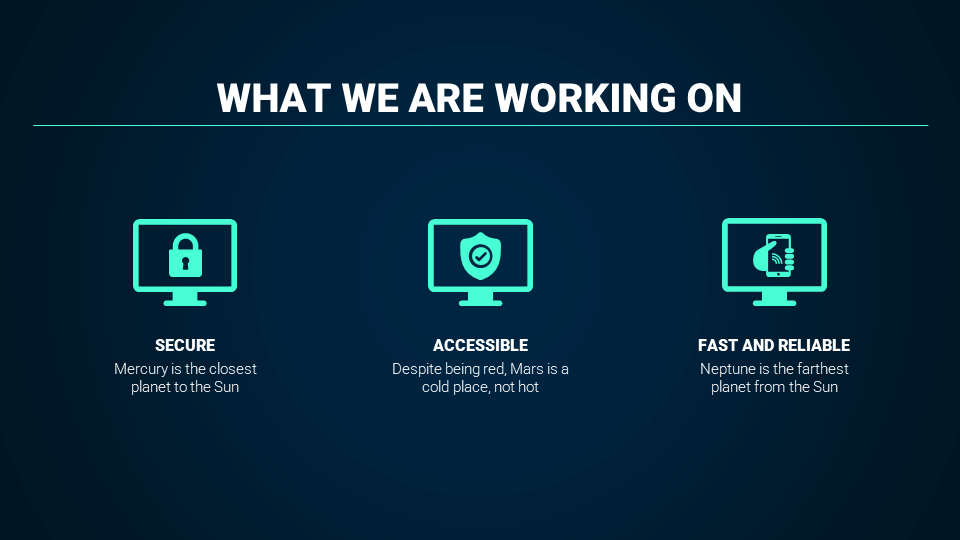 WHAT WE ARE WORKING ON
SECURE
Mercury is the closest
planet to the Sun
ACCESSIBLE
Despite being red, Mars is a
cold place, not hot
FAST AND RELIABLE
Neptune is the farthest
planet from the Sun